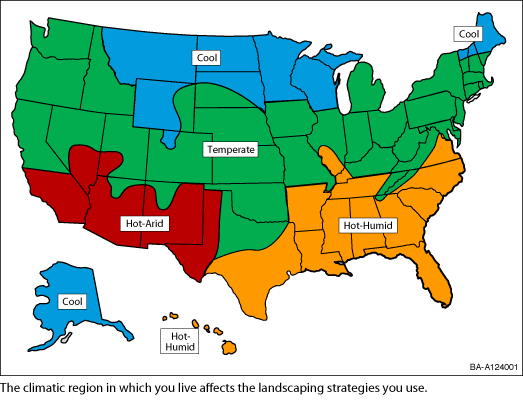 Cool
Cool
Temperate
Hot-Arid
Hot-Humid
Cool
Hot-
Humid
BA-A124001
The climatic region in which you live affects the landscaping strategies you use.